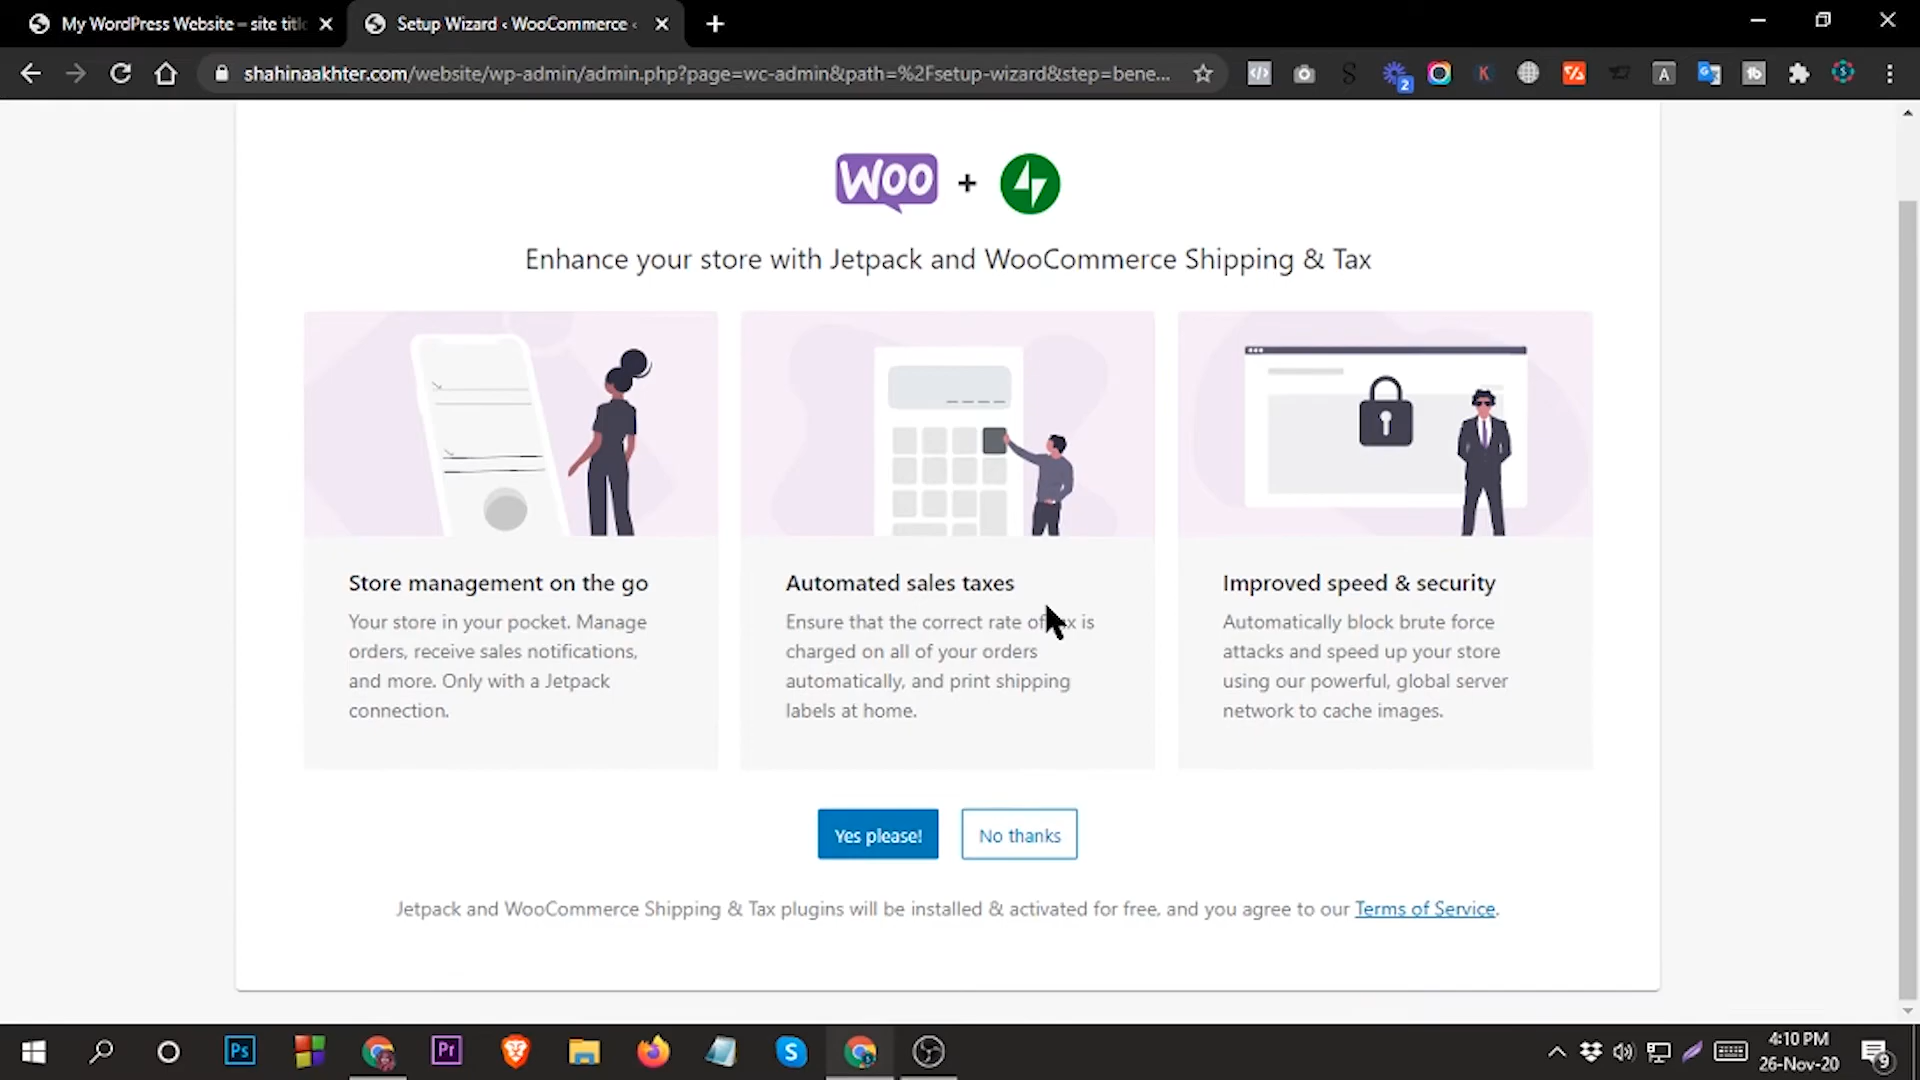 My WordPress Website – site titl
Setup Wizard ‹ WooCommerce ‹
shahinaakhter.com/website/wp-admin/admin.php?page=wc-admin&path=%2Fsetup-wizard&step=bene...
S
2
K
A
WOO
+
Enhance your store with Jetpack and WooCommerce Shipping & Tax
Store management on the go
Your store in your pocket. Manage
orders, receive sales notifications,
and more. Only with a Jetpack
connection.
Automated sales taxes
Ensure that the correct rate of x is
charged on all of your orders
automatically, and print shipping
labels at home.
Improved speed & security
Automatically block brute force
attacks and speed up your store
using our powerful, global server
network to cache images.
Yes please!
No thanks
Jetpack and WooCommerce Shipping & Tax plugins will be installed & activated for free, and you agree to our Terms of Service.
Ps
Pr
S
4:10 PM
26-Nov-20
9